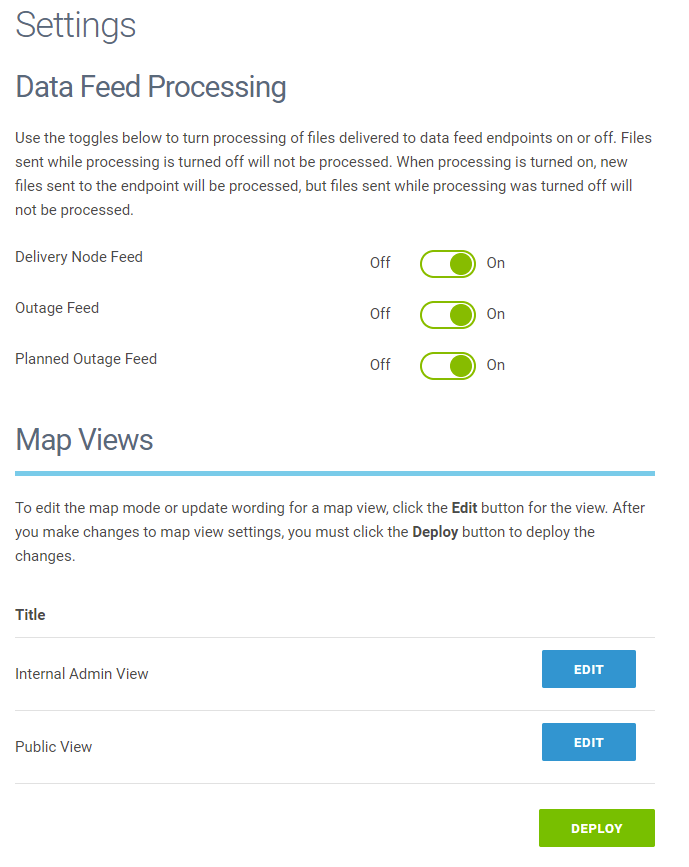 Settings
Data Feed Processing
Use the toggles below to turn processing of files delivered to data feed endpoints on or off. Files
sent while processing is turned off will not be processed. When processing is turned on, new
files sent to the endpoint will be processed, but files sent while processing was turned off will
not be processed.
Delivery Node Feed Off On
Outage Feed Off On
Planned Outage Feed Off On
Map Views
To edit the map mode or update wording for a map view, click the Edit button for the view. After
you make changes to map view settings, you must click the Deploy button to deploy the
changes.
Title
Internal Admin View EDIT
Public View EDIT
DEPLOY